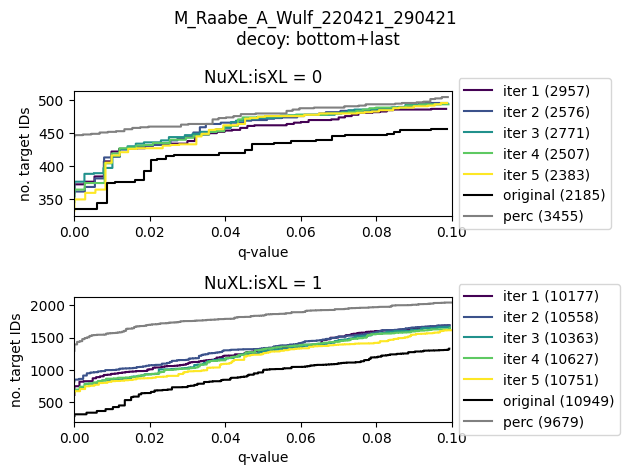 M_Raabe_A_Wulf_220421_290421
decoy: bottom+last
NuXL:isXL = 0
no. target IDs
500
450
400
350
0.00 0.02 0.04 0.06 0.08 0.10
q-value
iter 1 (2957)
iter 2 (2576)
iter 3 (2771)
iter 4 (2507)
iter 5 (2383)
original (2185)
perc (3455)
NuXL:isXL = 1
no. target IDs
2000
1500
1000
500
0.00 0.02 0.04 0.06 0.08 0.10
q-value
iter 1 (10177)
iter 2 (10558)
iter 3 (10363)
iter 4 (10627)
iter 5 (10751)
original (10949)
perc (9679)